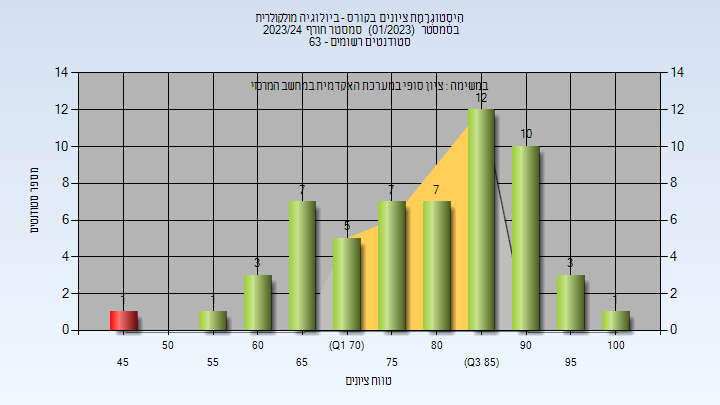 היסטוגרמת ציונים בקורס - ביולוגיה מולקולרית
בסמסטר (01/2023) סמסטר חורף 2023/24
סטודנטים רשומים - 63
במשימה : ציון סופי במערכת האקדמית במחשב המרכזי
מספר סטודנטים
14 14
12 12
10 10
8 8
6 6
4 4
2 2
0 0
1 1 3 7 5 7 7 12 10 3 1
50 60 (Q1 70) 80 90 100
45 55 65 75 (Q3 85) 95
טווח ציונים